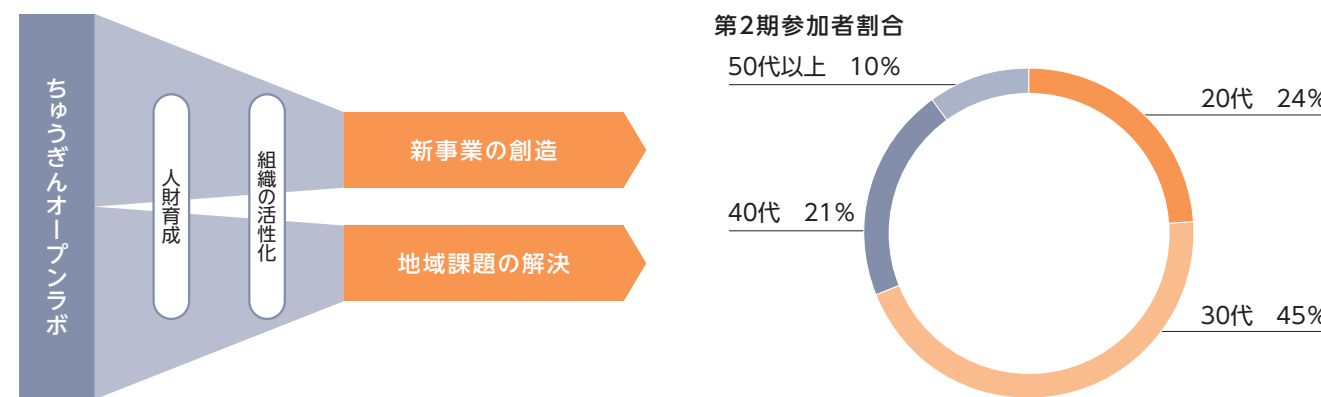 ちゅうぎんオープンラボ
人財育成
組織の活性化
新事業の創造
地域課題の解決
第2期参加者割合
50代以上 10%
20代 24%
40代 21%
30代 45%